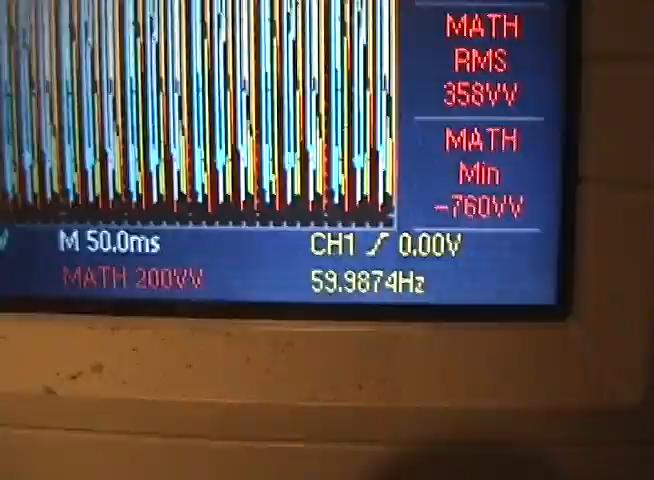 MATH
RMS
358VV
MATH
Min
-760VV
M 50.0ms
CH1 0.00V
MATH 200VV
59.9874Hz